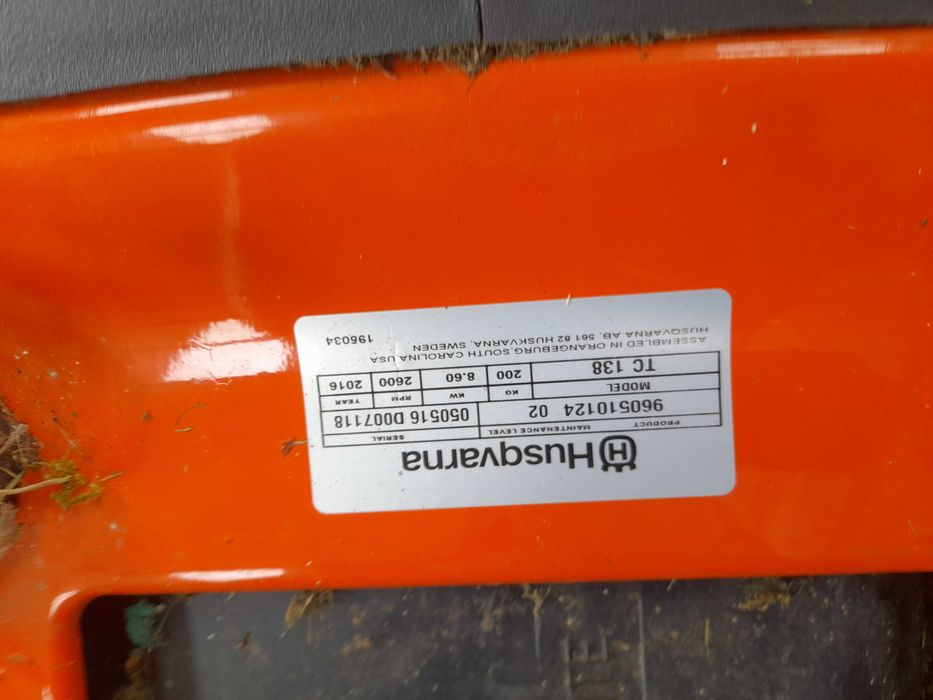 Husqvarna
PRODUCT MAINTENANCE LEVEL SERIAL
960510124 02 050516 D007118
MODEL KG KW RPM YEAR
TC 138 200 8.60 2600 2016
ASSEMBLED IN ORANGEBURG,SOUTH CAROLINA,USA
HUSQVARNA AB, 561 82 HUSKVARNA, SWEDEN 195034